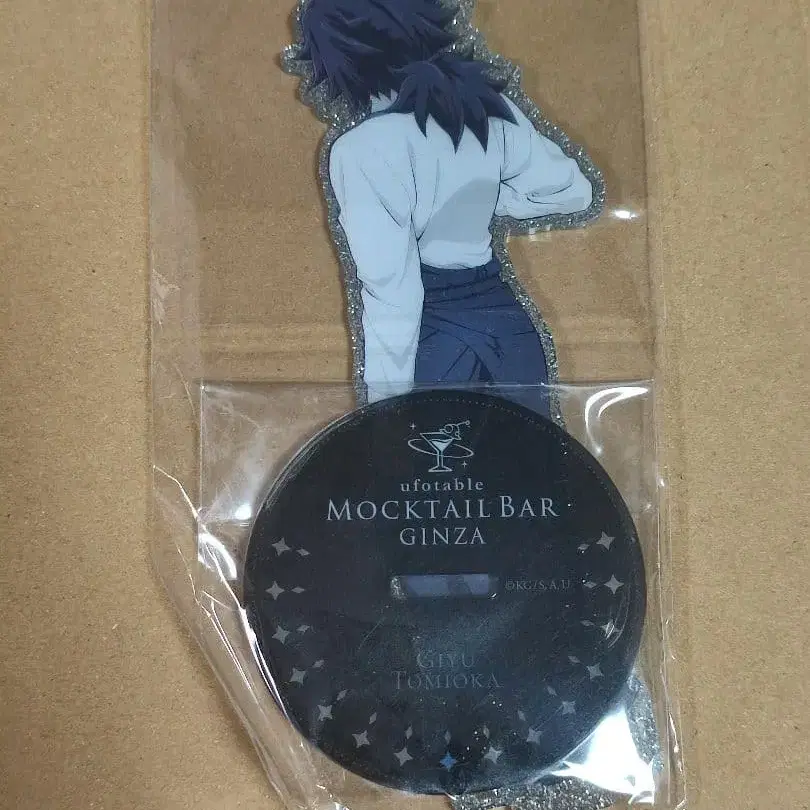 ufotable
MOCKTAIL BAR
GINZA
©KG/S,A,U
GIYU
TOMIOKA